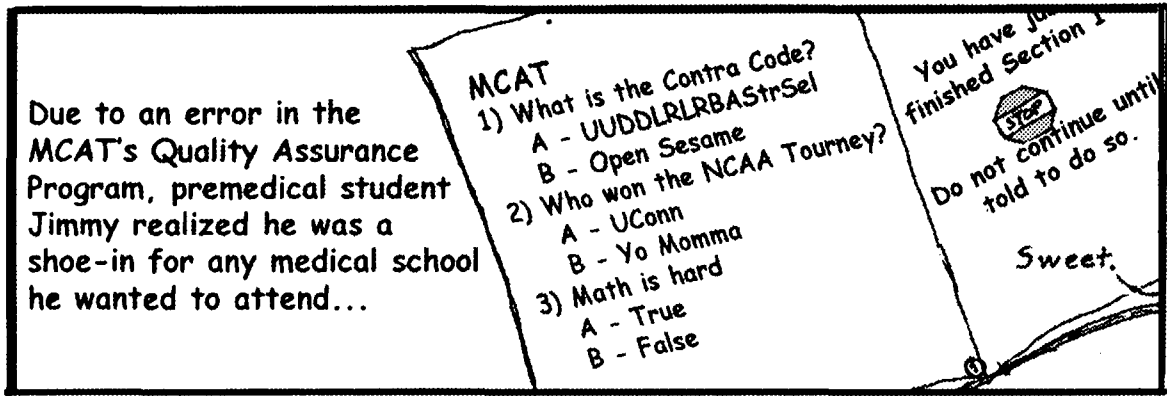 Due to an error in the
MCAT's Quality Assurance
Program, premedical student
Jimmy realized he was a
shoe-in for any medical school
he wanted to attend...
MCAT
1) What is the Contra Code?
A - UUDDLRLRBAStrSel
B - Open Sesame
2) Who won the NCAA Tourney?
A - UConn
B - Yo Momma
3) Math is hard
A - True
B - False
You have
finished Section 1
STOP
Do not continue until
told to do so.
Sweet.